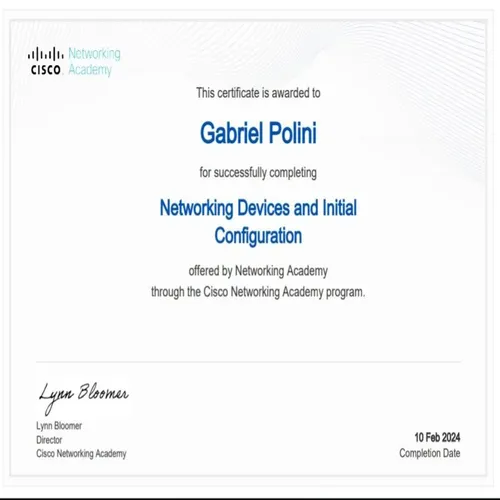 CISCO Networking Academy
This certificate is awarded to
Gabriel Polini
for successfully completing
Networking Devices and Initial
Configuration
offered by Networking Academy
through the Cisco Networking Academy program.
Lynn Bloomer
Lynn Bloomer
Director
Cisco Networking Academy
10 Feb 2024
Completion Date